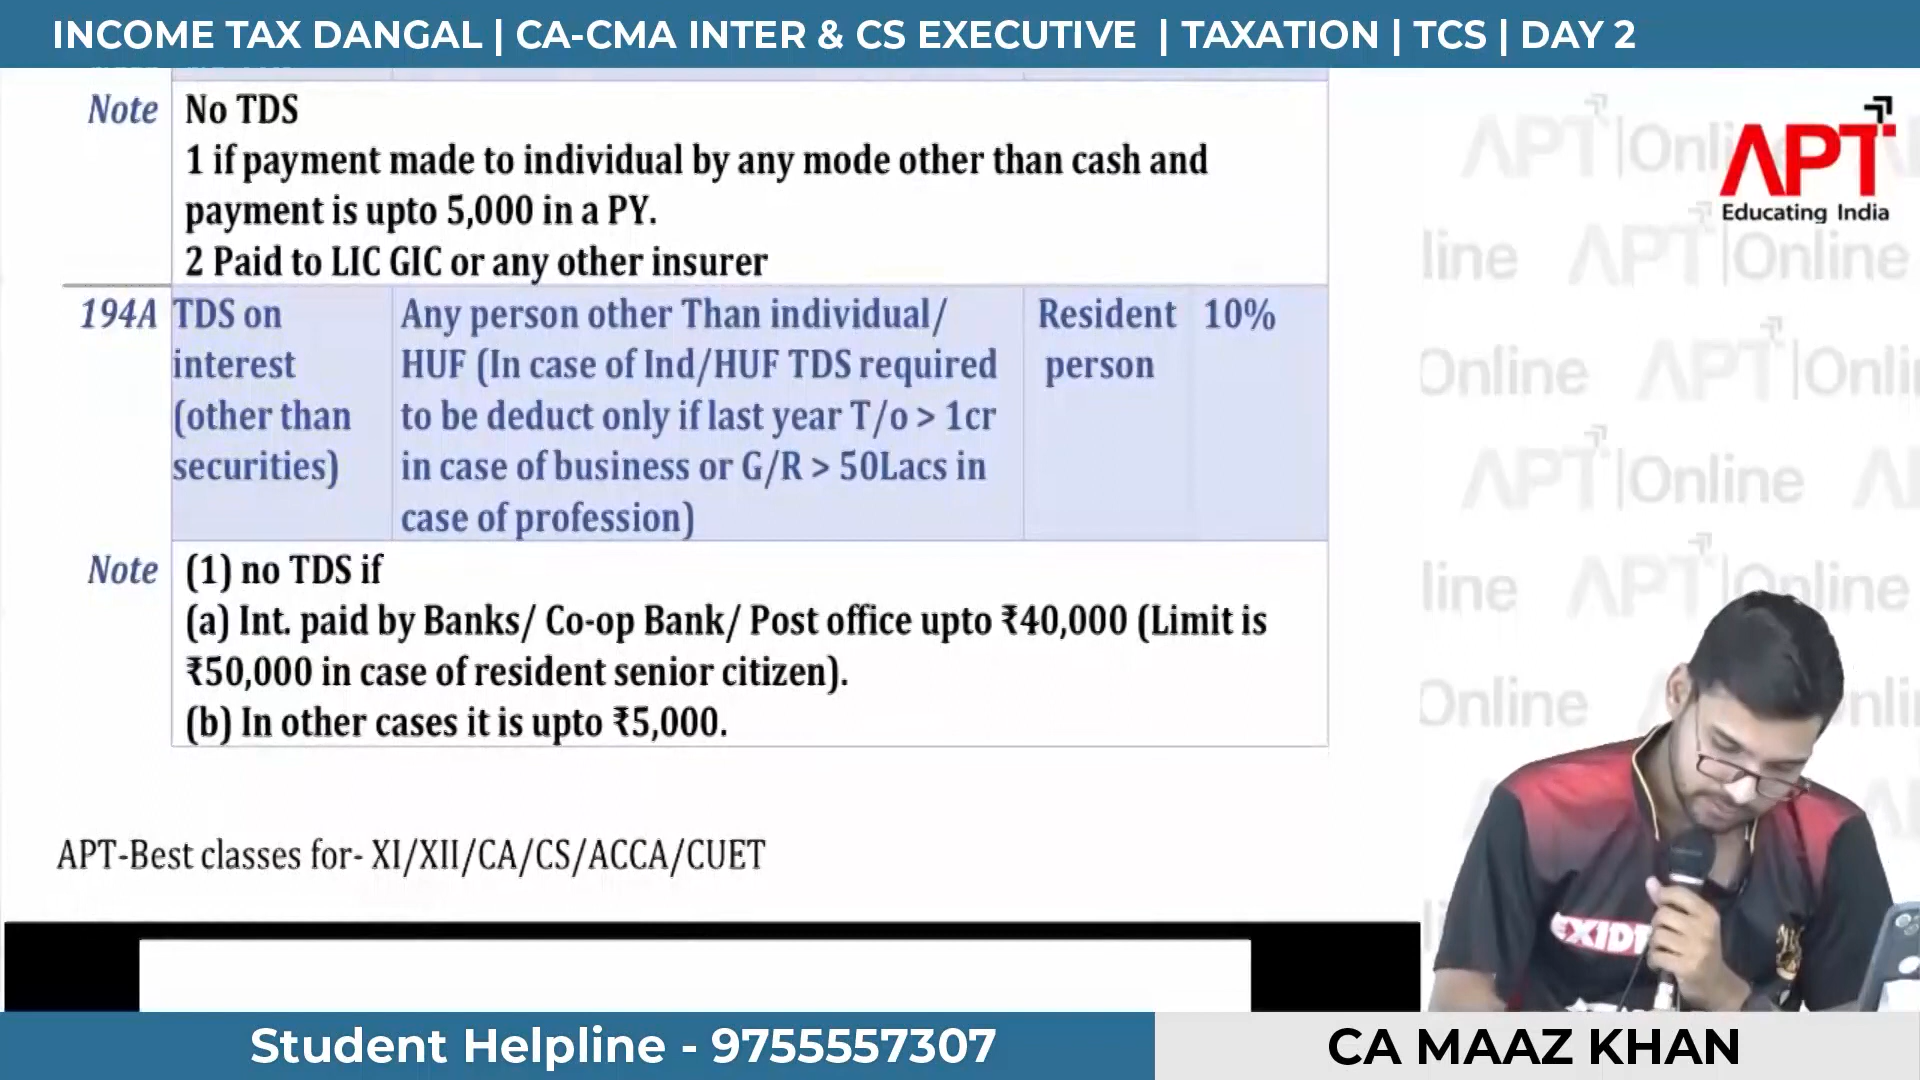 INCOME TAX DANGAL | CA-CMA INTER & CS EXECUTIVE | TAXATION | TCS | DAY 2
Note No TDS
1 if payment made to individual by any mode other than cash and
payment is upto 5,000 in a PY.
2 Paid to LIC GIC or any other insurer
194A TDS on Any person other Than individual/ Resident 10%
interest HUF (In case of Ind/HUF TDS required person
(other than to be deduct only if last year T/o > 1cr
securities) in case of business or G/R > 50Lacs in
case of profession)
Note (1) no TDS if
(a) Int. paid by Banks/ Co-op Bank/ Post office upto ₹40,000 (Limit is
₹50,000 in case of resident senior citizen).
(b) In other cases it is upto ₹5,000.
APT-Best classes for- XI/XII/CA/CS/ACCA/CUET
APT
Educating India
APT|Online
Student Helpline - 9755557307
CA MAAZ KHAN